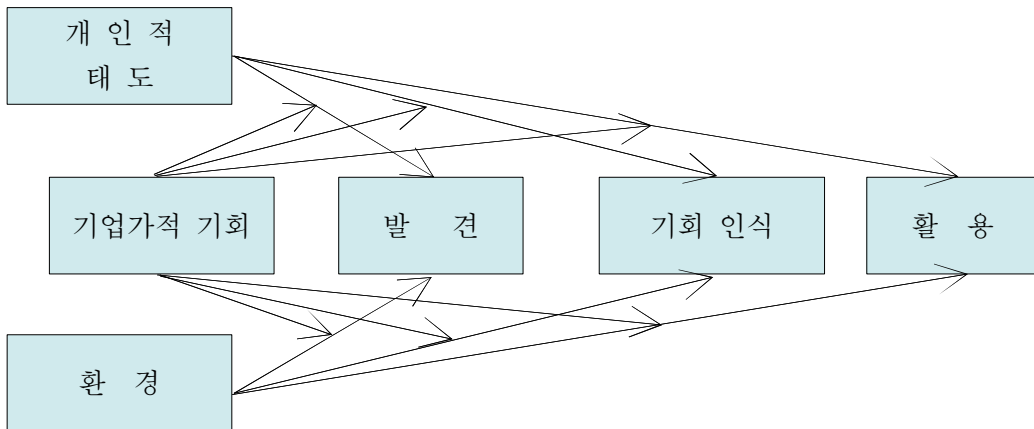 개 인 적
태 도
기업가적 기회
발 견
기회 인식
활 용
환 경